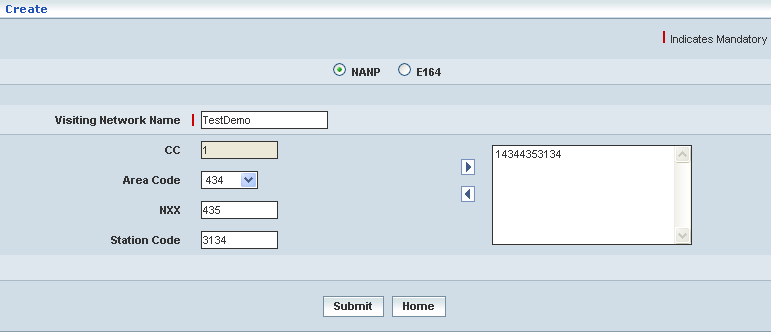 Create
Indicates Mandatory
NANP E164
Visiting Network Name TestDemo
CC 1
14344353134
Area Code 434
NXX 435
Station Code 3134
Submit Home